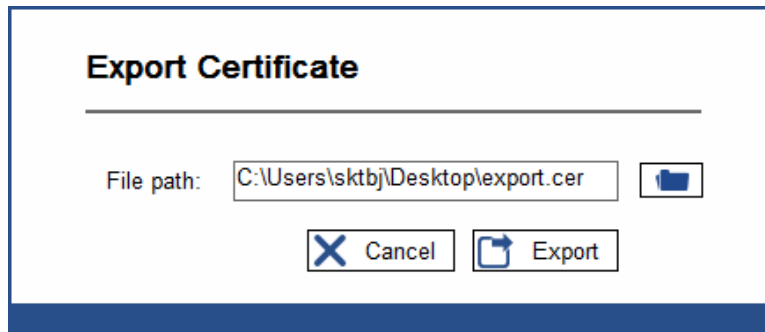 Export Certificate
File path: C:\Users\sktbj\Desktop\export.cer
Cancel Export